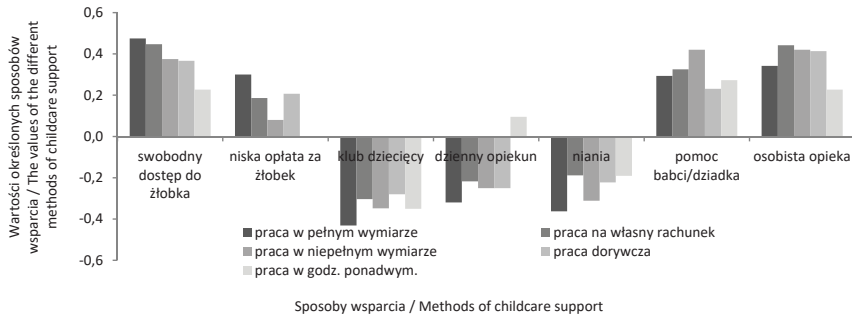 Wartości określonych sposobów
wsparcia / The values of the different
methods of childcare support
0,6
0,4
0,2
0,0
-0,2
-0,4
-0,6
swobodny
dostęp do
żłobka
niska opłata za
żłobek
klub dziecięcy
dzienny opiekun
niania
pomoc
babci/dziadka
osobista opieka
praca w pełnym wymiarze
praca na własny rachunek
praca w niepełnym wymiarze
praca dorywcza
praca w godz. ponadwym.
Sposoby wsparcia / Methods of childcare support